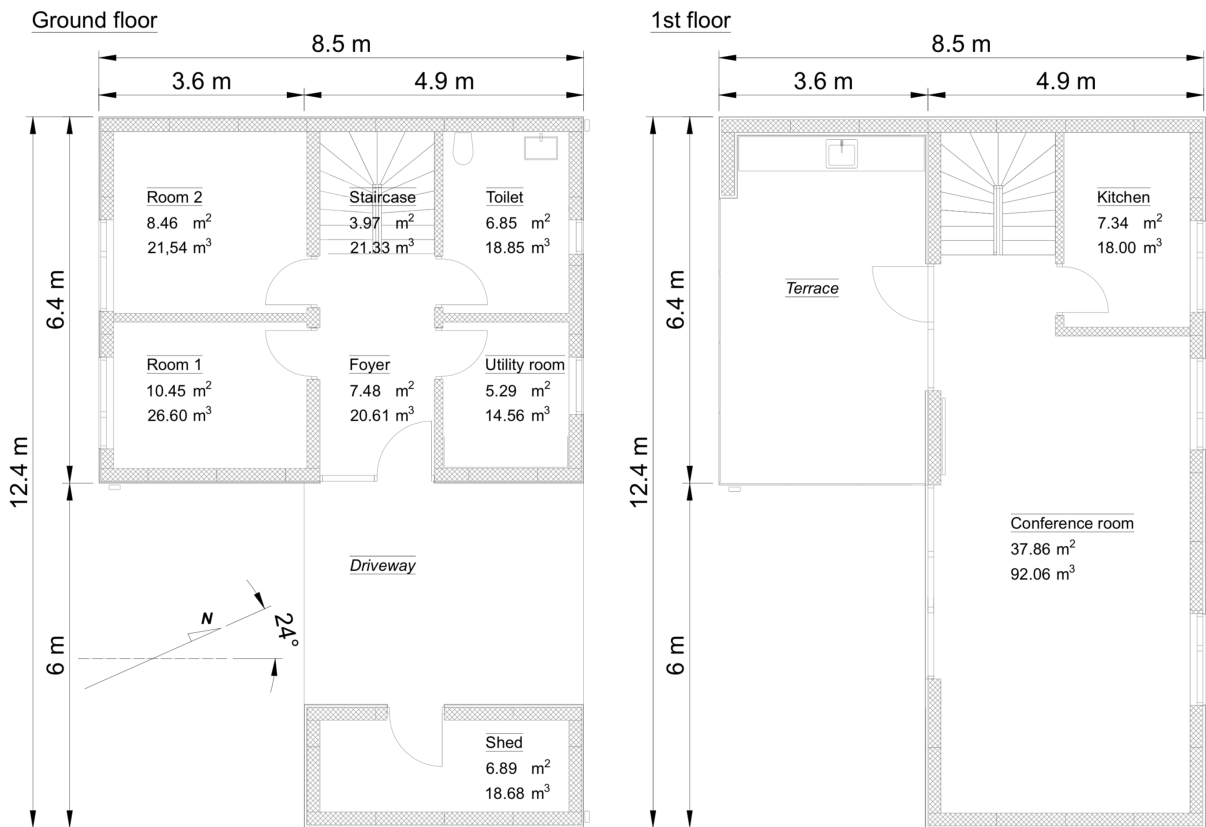 Ground floor
8.5 m
3.6 m
4.9 m
12.4 m
6.4 m
6 m
Room 2
8.46 m²
21,54 m³
Staircase
3.97 m²
21.33 m³
Toilet
6.85 m²
18.85 m³
Room 1
10.45 m²
26.60 m³
Foyer
7.48 m²
20.61 m³
Utility room
5.29 m²
14.56 m³
Driveway
N
24°
Shed
6.89 m²
18.68 m³
1st floor
8.5 m
3.6 m
4.9 m
12.4 m
6.4 m
6 m
Kitchen
7.34 m²
18.00 m³
Terrace
Conference room
37.86 m²
92.06 m³